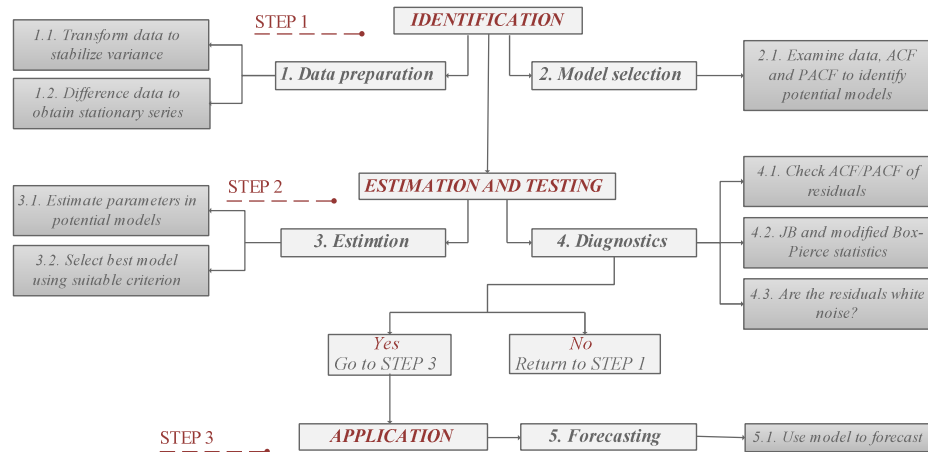 STEP 1
IDENTIFICATION
1.1. Transform data to
stabilize variance
1. Data preparation
1.2. Difference data to
obtain stationary series
2. Model selection
2.1. Examine data, ACF
and PACF to identify
potential models
STEP 2
ESTIMATION AND TESTING
3.1. Estimate parameters in
potential models
3. Estimtion
3.2. Select best model
using suitable criterion
4. Diagnostics
4.1. Check ACF/PACF of
residuals
4.2. JB and modified Box-
Pierce statistics
4.3. Are the residuals white
noise?
Yes
Go to STEP 3
No
Return to STEP 1
STEP 3
APPLICATION
5. Forecasting
5.1. Use model to forecast